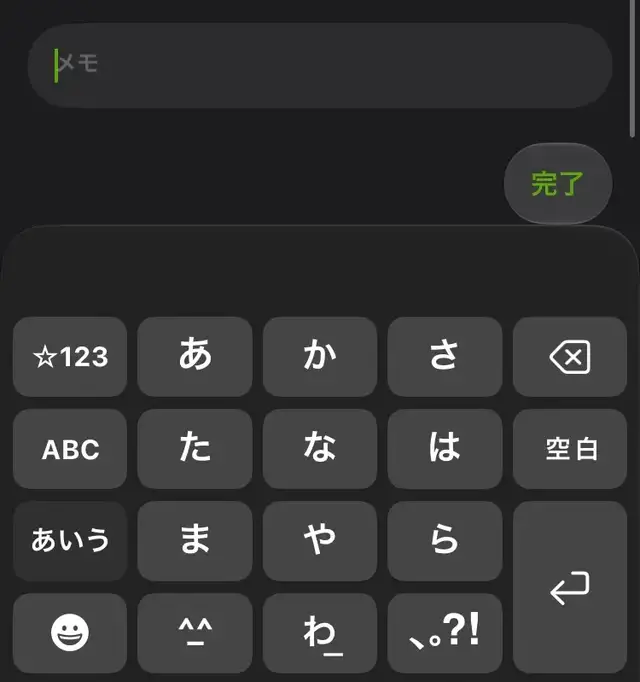 メモ
完了
☆123 あ か さ
ABC た な は 空白
あいう ま や ら
^_^ わ_ 、。?!